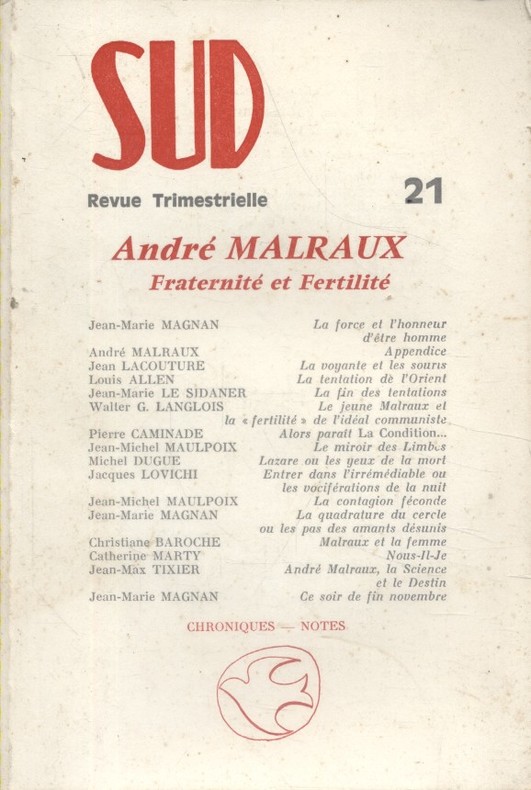 SUD
Revue Trimestrielle 21
André MALRAUX
Fraternité et Fertilité
Jean-Marie MAGNAN La force et l'honneur
d'être homme
André MALRAUX Appendice
Jean LACOUTURE La voyante et les souris
Louis ALLEN La tentation de l'Orient
Jean-Marie LE SIDANER La fin des tentations
Walter G. LANGLOIS Le jeune Malraux et
la « fertilité » de l'idéal communiste
Pierre CAMINADE Alors paraît La Condition...
Jean-Michel MAULPOIX Le miroir des Limbes
Michel DUGUE Lazare ou les yeux de la mort
Jacques LOVICHI Entrer dans l'irrémédiable ou
les vociférations de la nuit
Jean-Michel MAULPOIX La contagion féconde
Jean-Marie MAGNAN La quadrature du cercle
ou les pas des amants désunis
Christiane BAROCHE Malraux et la femme
Catherine MARTY Nous-Il-Je
Jean-Max TIXIER André Malraux, la Science
et le Destin
Jean-Marie MAGNAN Ce soir de fin novembre
CHRONIQUES — NOTES